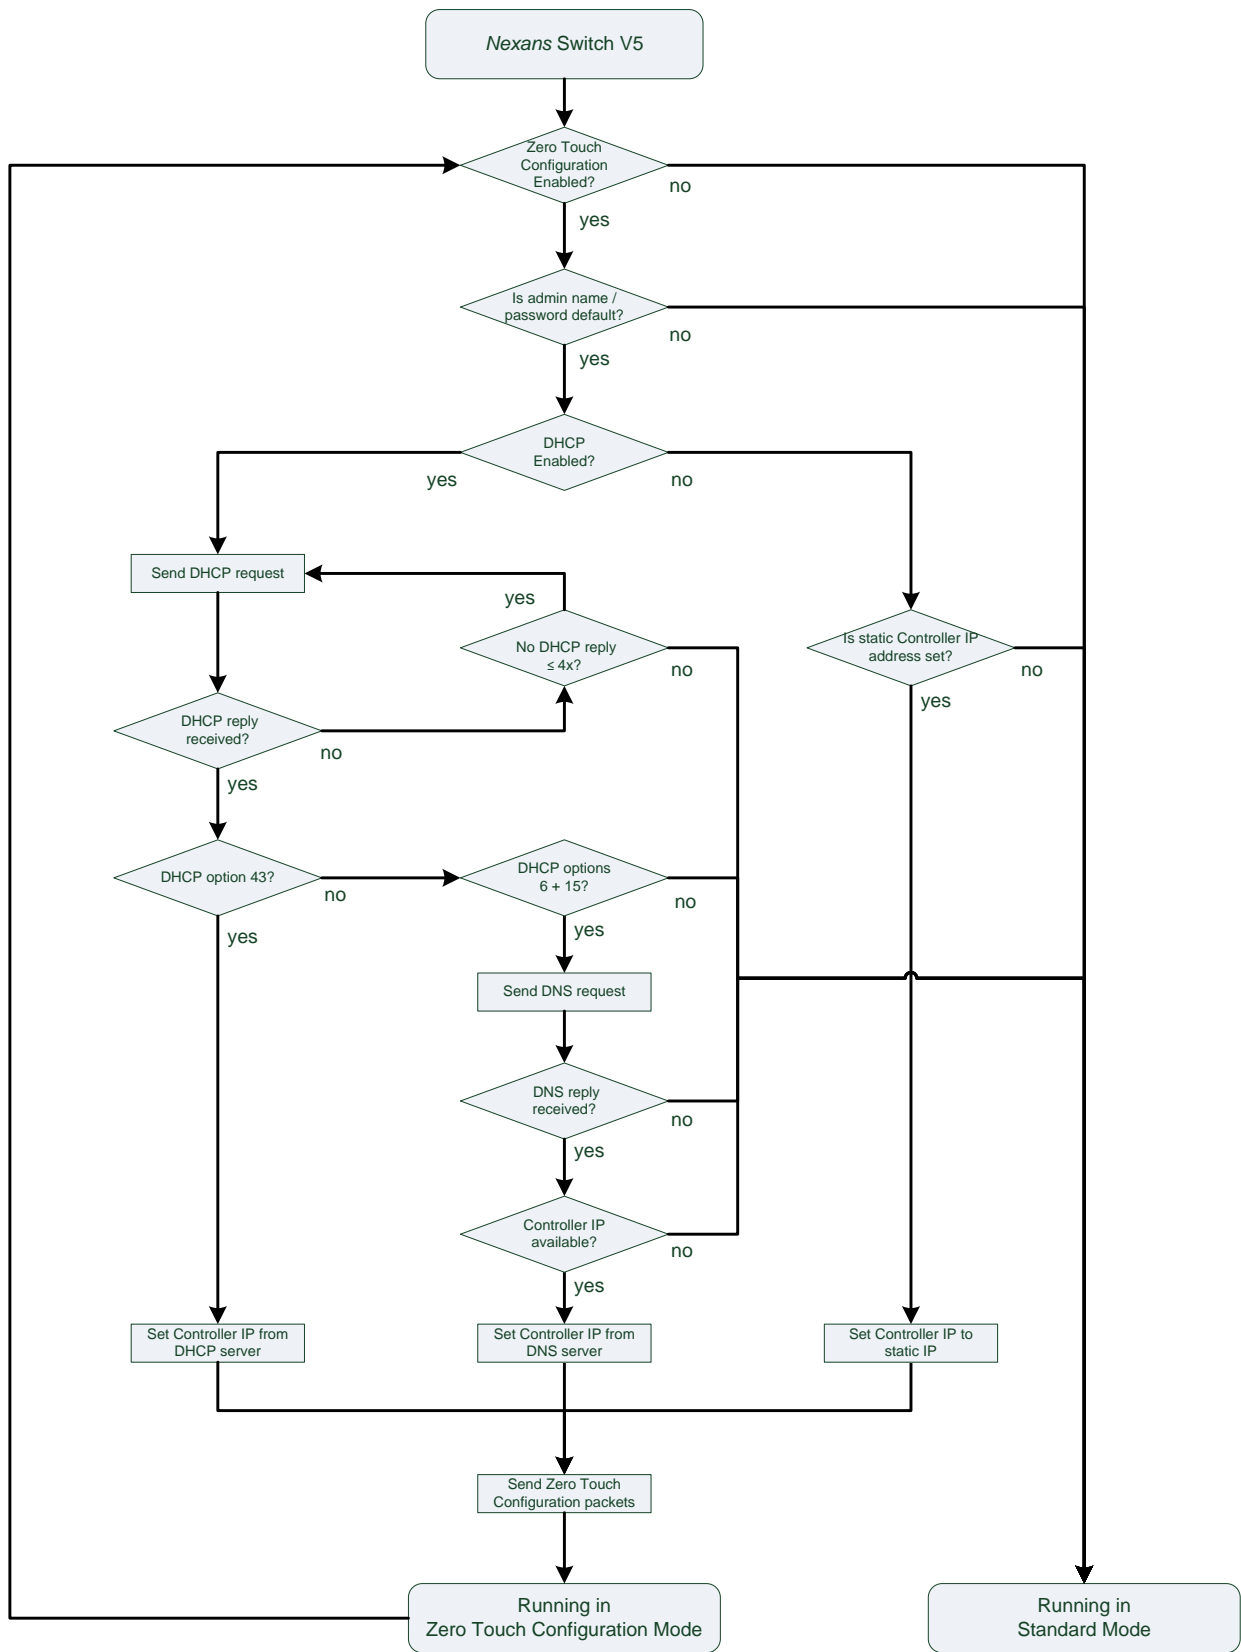 Nexans Switch V5
Zero Touch
Configuration
Enabled?
no
yes
Is admin name /
password default?
no
yes
DHCP
Enabled?
yes
no
Send DHCP request
yes
No DHCP reply
≤ 4x?
no
Is static Controller IP
address set?
no
yes
DHCP reply
received?
no
yes
DHCP option 43?
no
yes
DHCP options
6 + 15?
no
yes
Send DNS request
DNS reply
received?
no
yes
Controller IP
available?
no
yes
Set Controller IP from
DHCP server
Set Controller IP from
DNS server
Set Controller IP to
static IP
Send Zero Touch
Configuration packets
Running in
Zero Touch Configuration Mode
Running in
Standard Mode